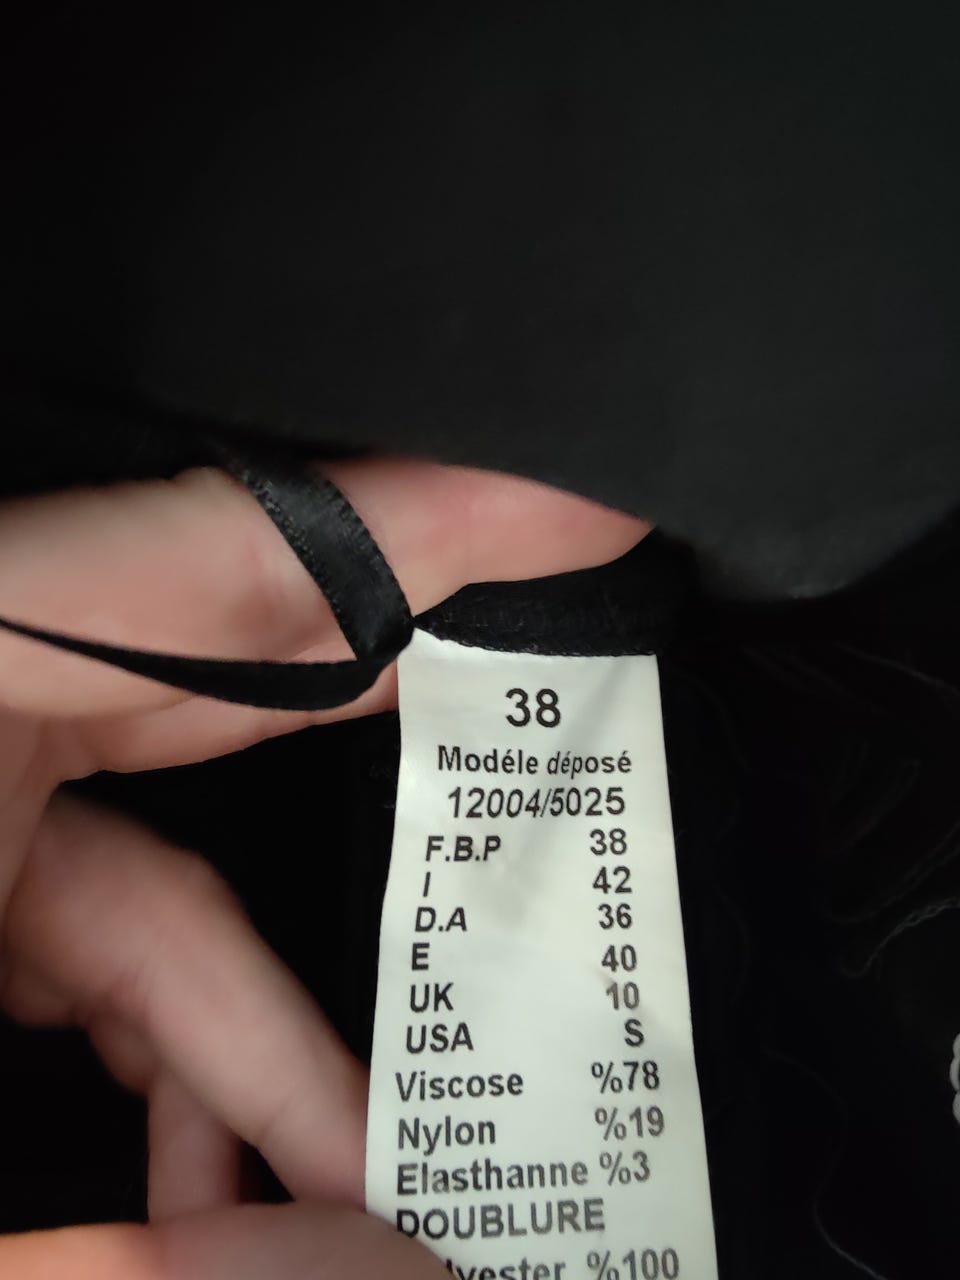 38
Modéle déposé
12004/5025
F.B.P 38
I 42
D.A 36
E 40
UK 10
USA S
Viscose %78
Nylon %19
Elasthanne %3
DOUBLURE
%100